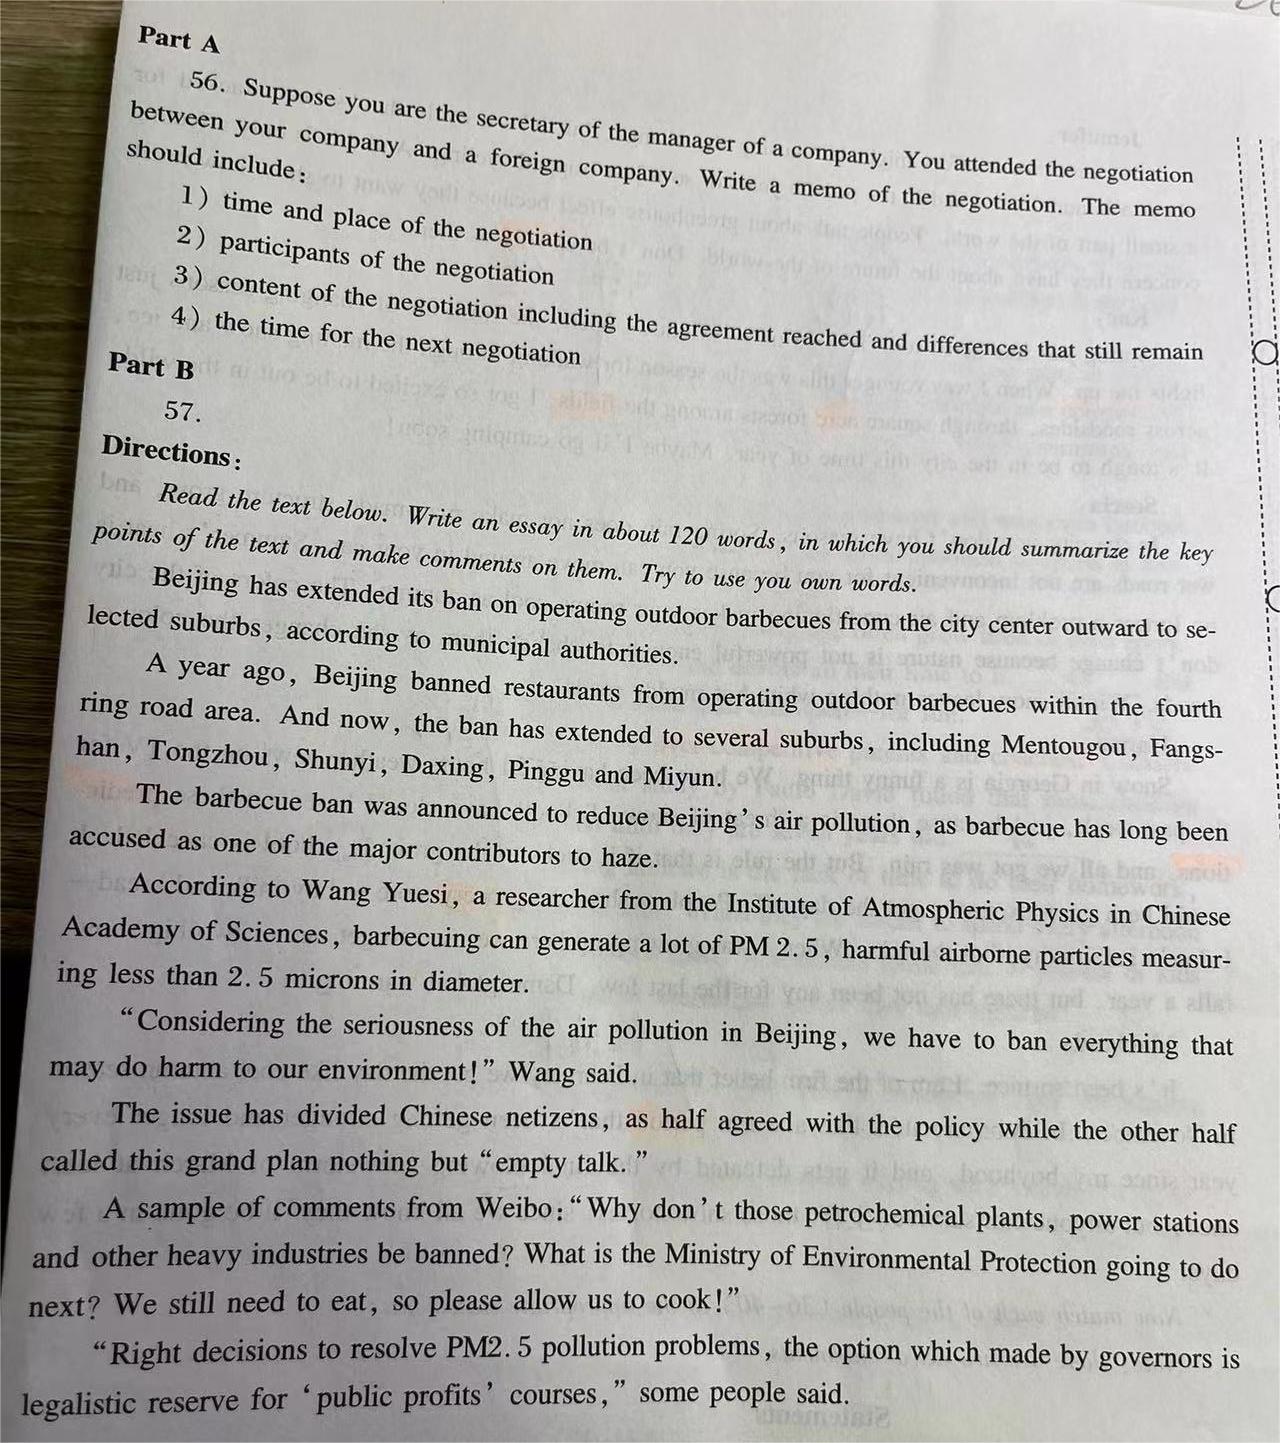 Part A
56. Suppose you are the secretary of the manager of a company. You attended the negotiation
between your company and a foreign company. Write a memo of the negotiation. The memo
should include:
1) time and place of the negotiation
2) participants of the negotiation
3) content of the negotiation including the agreement reached and differences that still remain
4) the time for the next negotiation
Part B
57.
Directions:
Read the text below. Write an essay in about 120 words, in which you should summarize the key
points of the text and make comments on them. Try to use you own words.
Beijing has extended its ban on operating outdoor barbecues from the city center outward to se-
lected suburbs, according to municipal authorities.
A year ago, Beijing banned restaurants from operating outdoor barbecues within the fourth
ring road area. And now, the ban has extended to several suburbs, including Mentougou, Fangs-
han, Tongzhou, Shunyi, Daxing, Pinggu and Miyun.
The barbecue ban was announced to reduce Beijing's air pollution, as barbecue has long been
accused as one of the major contributors to haze.
According to Wang Yuesi, a researcher from the Institute of Atmospheric Physics in Chinese
Academy of Sciences, barbecuing can generate a lot of PM 2.5, harmful airborne particles measur-
ing less than 2.5 microns in diameter.
"Considering the seriousness of the air pollution in Beijing, we have to ban everything that
may do harm to our environment!" Wang said.
The issue has divided Chinese netizens, as half agreed with the policy while the other half
called this grand plan nothing but "empty talk."
A sample of comments from Weibo: "Why don't those petrochemical plants, power stations
and other heavy industries be banned? What is the Ministry of Environmental Protection going to do
next? We still need to eat, so please allow us to cook!"
"Right decisions to resolve PM2.5 pollution problems, the option which made by governors is
legalistic reserve for 'public profits' courses," some people said.